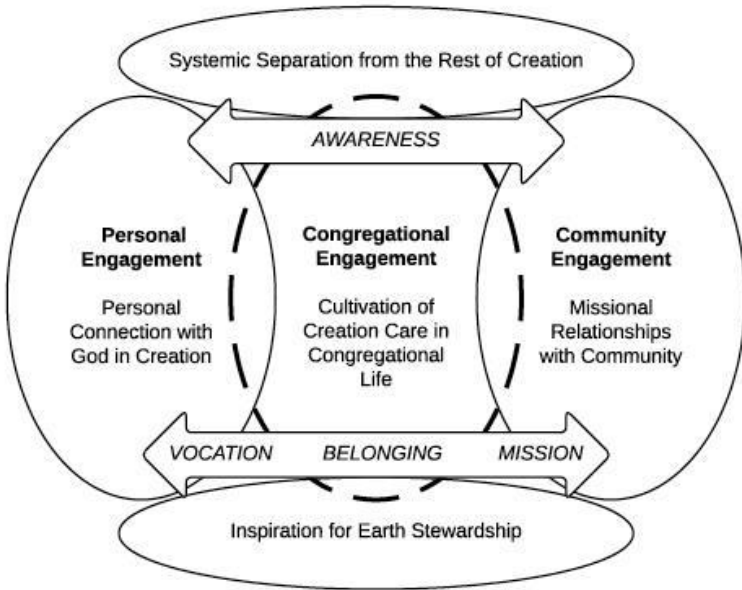 Systemic Separation from the Rest of Creation
AWARENESS
Personal
Engagement
Personal
Connection with
God in Creation
Congregational
Engagement
Cultivation of
Creation Care in
Congregational
Life
Community
Engagement
Missional
Relationships
with Community
VOCATION BELONGING MISSION
Inspiration for Earth Stewardship